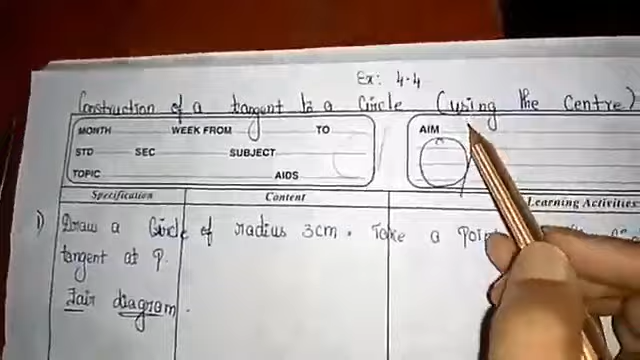 Ex: 4.4
Construction of a tangent to a Circle (using the Centre)
MONTH WEEK FROM TO AIM
STD SEC SUBJECT
TOPIC AIDS
Specification Content Learning Activities
1) Draw a Circle of radius 3cm. Take a Point
tangent at P.
Fair diagram.